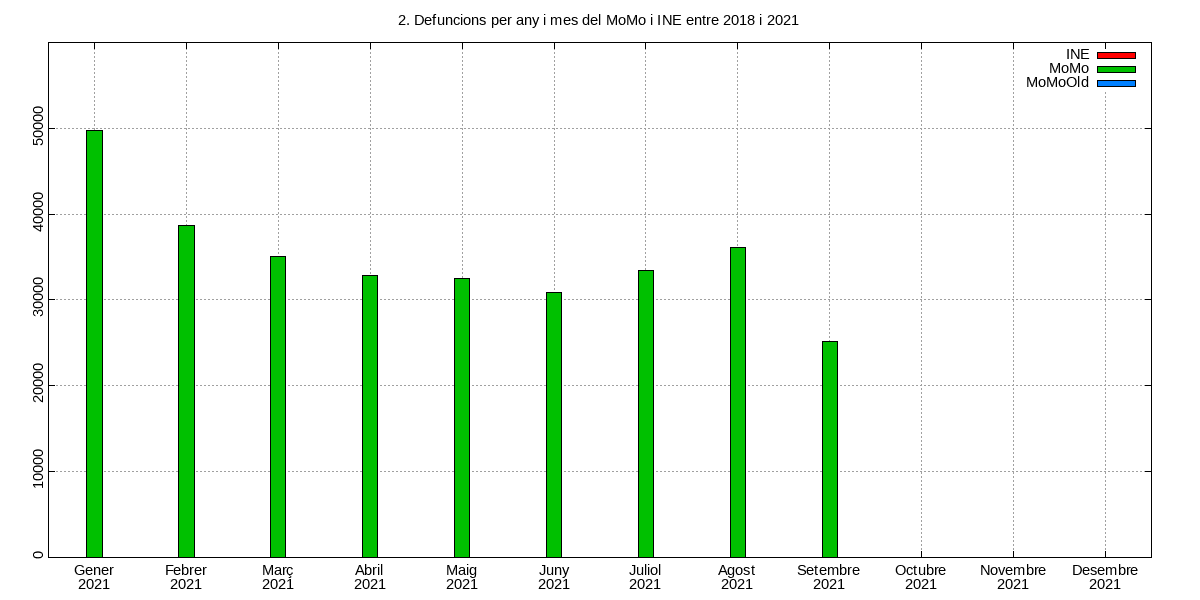 2. Defuncions per any i mes del MoMo i INE entre 2018 i 2021
INE
MoMo
MoMoOld
50000
40000
30000
20000
10000
0
Gener Febrer Març Abril Maig Juny Juliol Agost Setembre Octubre Novembre Desembre
2021 2021 2021 2021 2021 2021 2021 2021 2021 2021 2021 2021